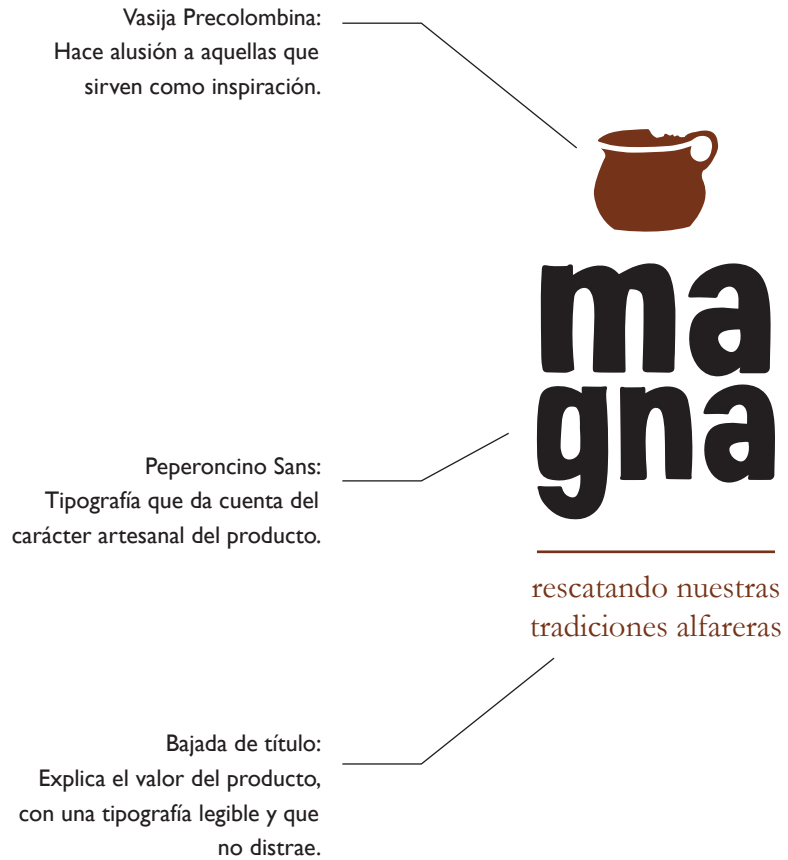 Vasija Precolombina:
Hace alusión a aquellas que
sirven como inspiración.
ma
gna
Peperoncino Sans:
Tipografía que da cuenta del
carácter artesanal del producto.
rescatando nuestras
tradiciones alfareras
Bajada de título:
Explica el valor del producto,
con una tipografía legible y que
no distrae.